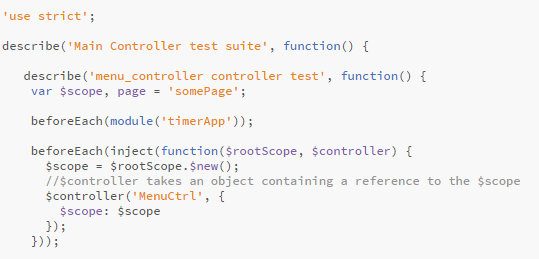 'use strict';
describe('Main Controller test suite', function() {
describe('menu_controller controller test', function() {
var $scope, page = 'somePage';
beforeEach(module('timerApp'));
beforeEach(inject(function($rootScope, $controller) {
$scope = $rootScope.$new();
//$controller takes an object containing a reference to the $scope
$controller('MenuCtrl', {
$scope: $scope
});
}));